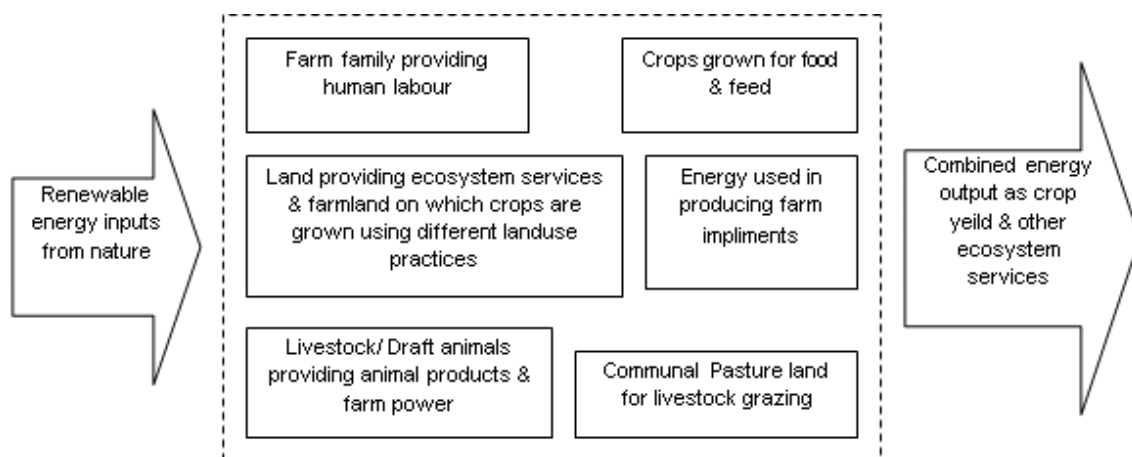 Renewable
energy inputs
from nature
Farm family providing
human labour
Crops grown for food
& feed
Land providing ecosystem services
& farmland on which crops are
grown using different landuse
practices
Energy used in
producing farm
impliments
Livestock/ Draft animals
providing animal products &
farm power
Communal Pasture land
for livestock grazing
Combined energy
output as crop
yeild & other
ecosystem
services